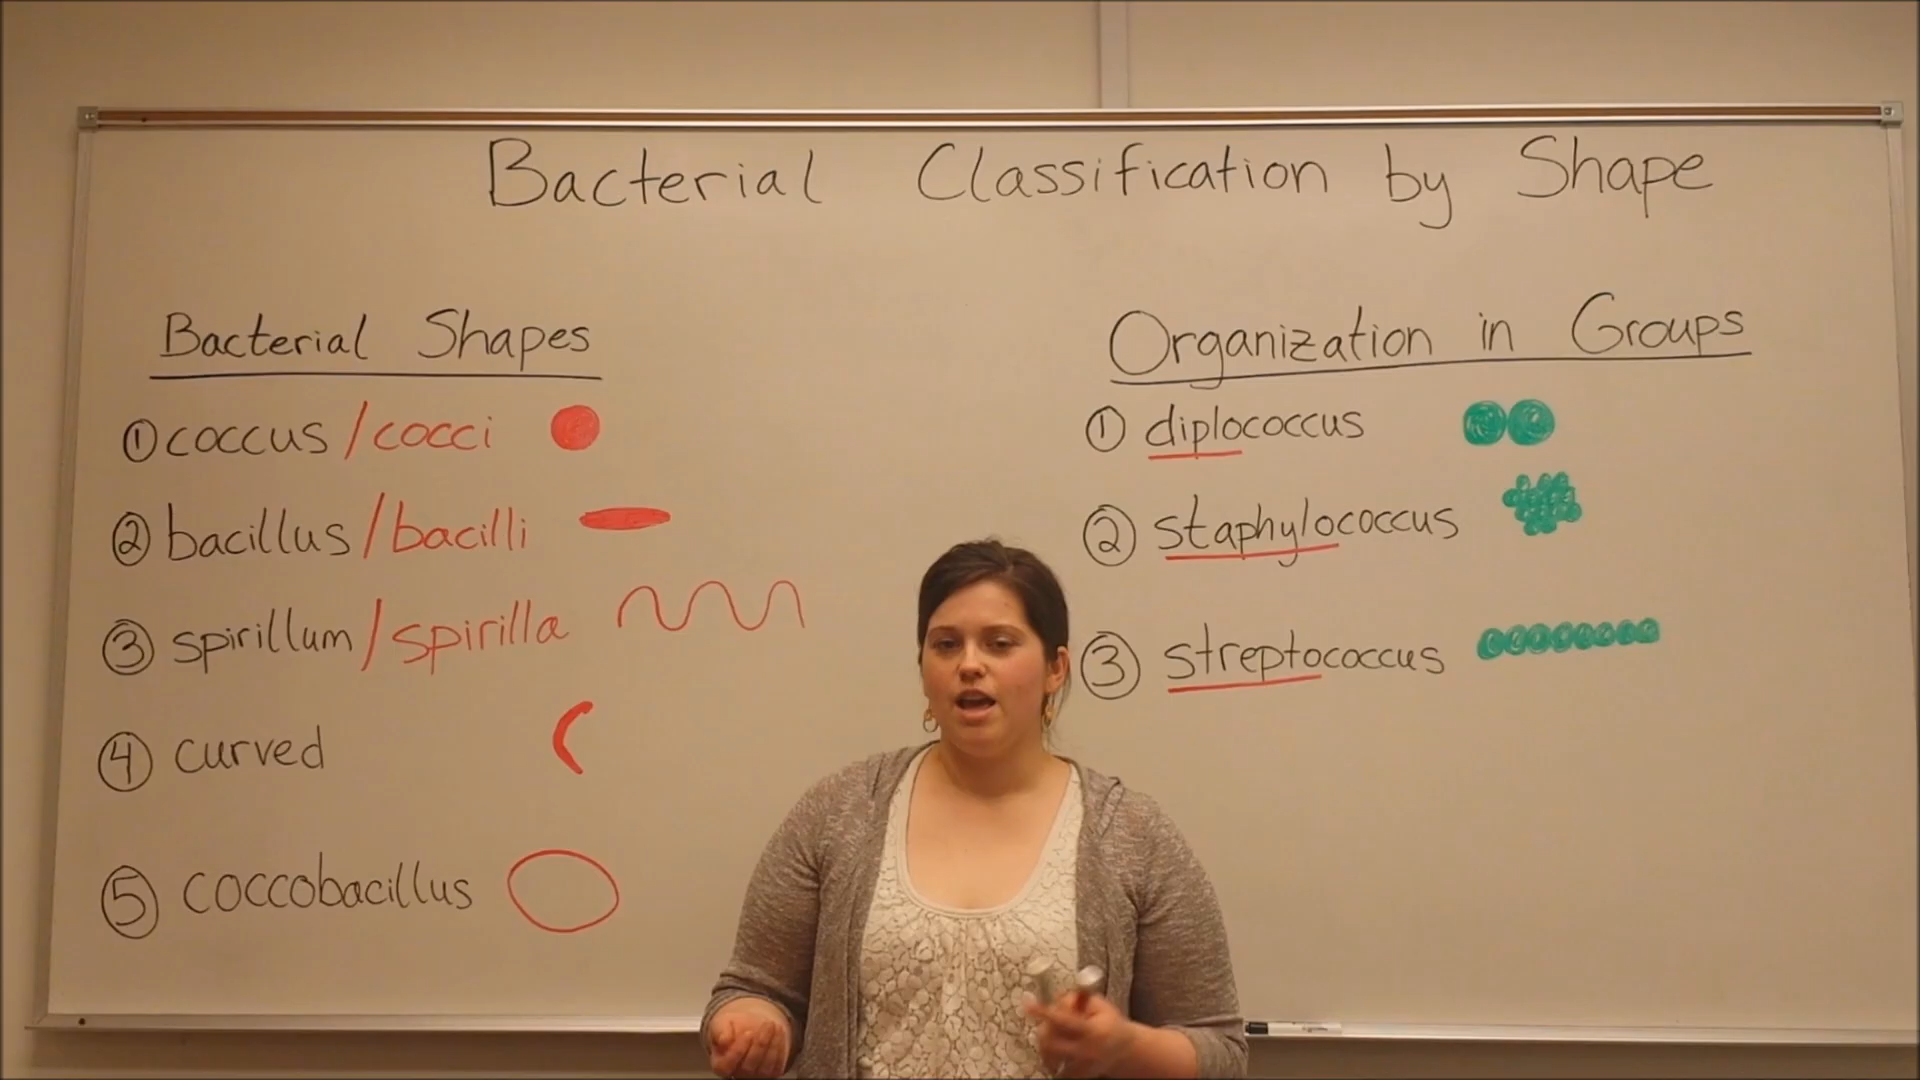 Bacterial Classification by Shape
Bacterial Shapes
① coccus / cocci
② bacillus / bacilli
③ spirillum / spirilla
④ curved
⑤ coccobacillus
Organization in Groups
① diplococcus
② staphylococcus
③ streptococcus